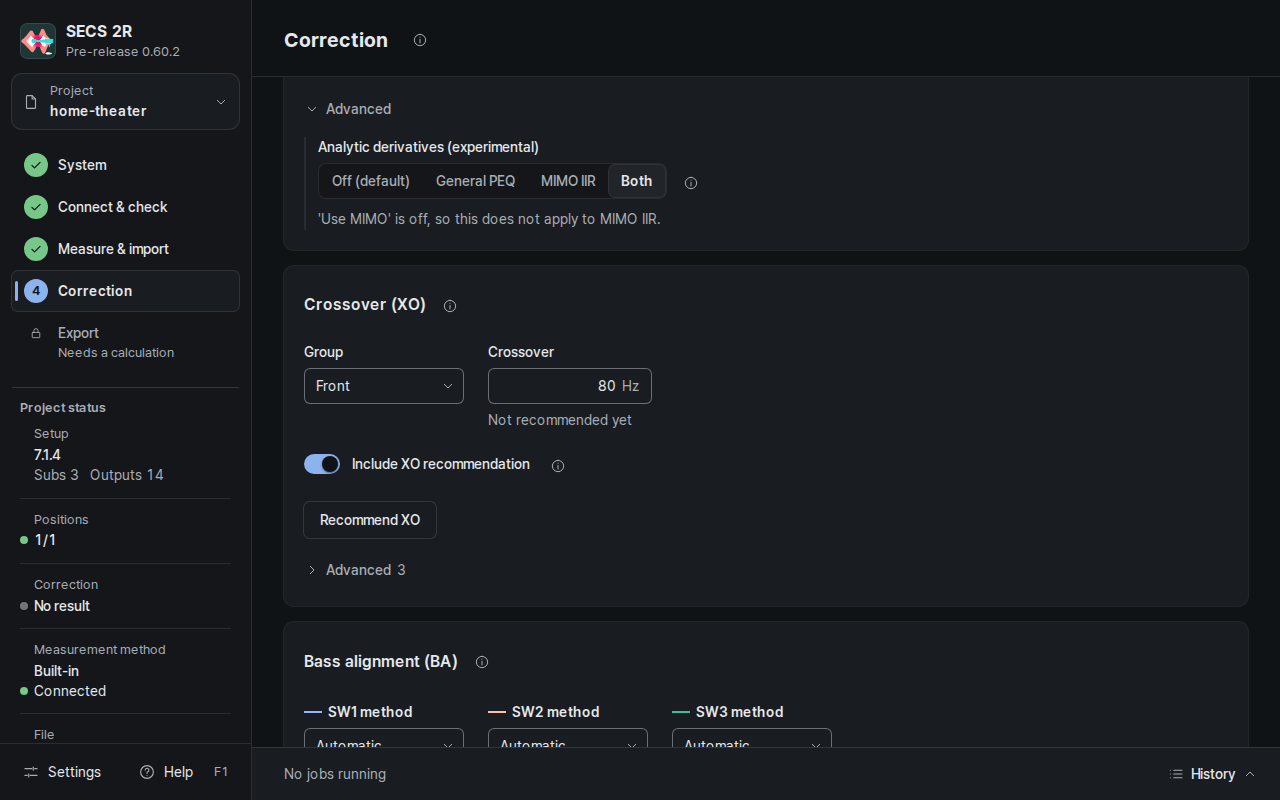 SECS 2R
Pre-release 0.60.2
Project
home-theater
System
Connect & check
Measure & import
4 Correction
Export
Needs a calculation
Project status
Setup
7.1.4
Subs 3 Outputs 14
Positions
1/1
Correction
No result
Measurement method
Built-in
Connected
File
Settings Help F1
Correction
Advanced
Analytic derivatives (experimental)
Off (default) General PEQ MIMO IIR Both
'Use MIMO' is off, so this does not apply to MIMO IIR.
Crossover (XO)
Group Crossover
Front 80 Hz
Not recommended yet
Include XO recommendation
Recommend XO
Advanced 3
Bass alignment (BA)
SW1 method SW2 method SW3 method
Automatic Automatic Automatic
No jobs running History